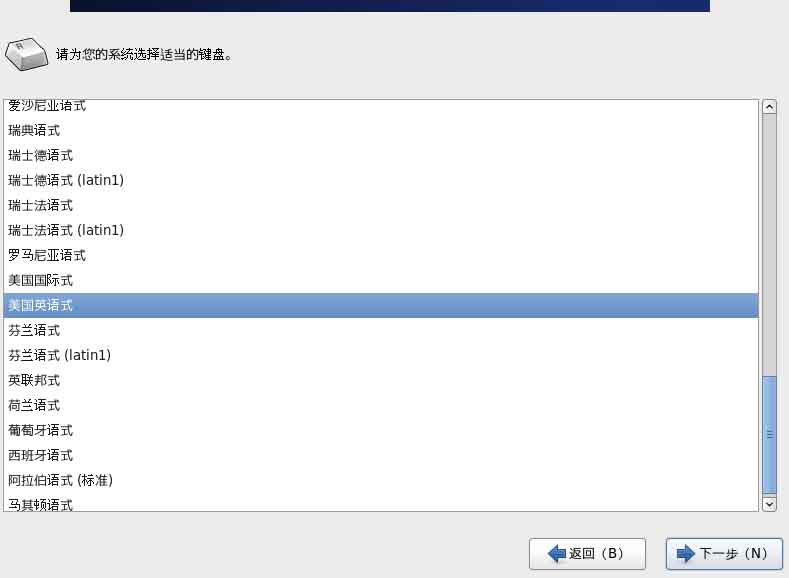 请为您的系统选择适当的键盘。
爱沙尼亚语式
瑞典语式
瑞士德语式
瑞士德语式 (latin1)
瑞士法语式
瑞士法语式 (latin1)
罗马尼亚语式
美国国际式
美国英语式
芬兰语式
芬兰语式 (latin1)
英联邦式
荷兰语式
葡萄牙语式
西班牙语式
阿拉伯语式 (标准)
马其顿语式
返回（B）
下一步（N）